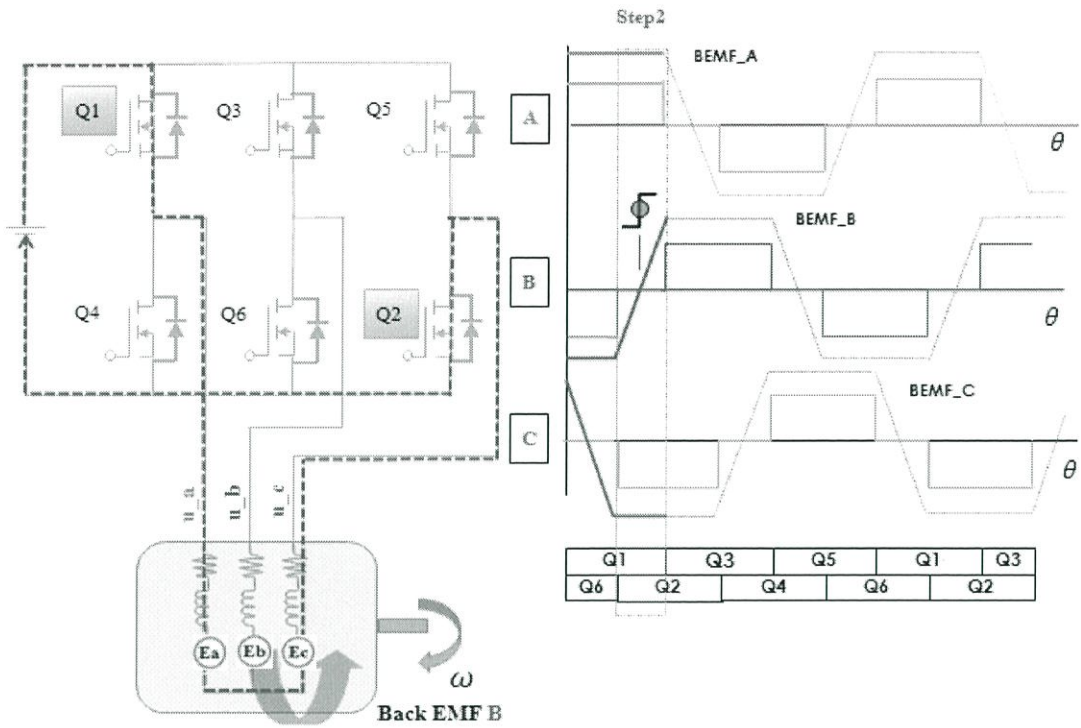 Step2
BEMF_A
Q1
Q3
Q5
A
θ
BEMF_B
B
Q4
Q6
Q2
θ
BEMF_C
C
θ
u_a
u_b
u_c
Q1 Q3 Q5 Q1 Q3
Q6 Q2 Q4 Q6 Q2
Ea Eb Ec
ω
Back EMF B